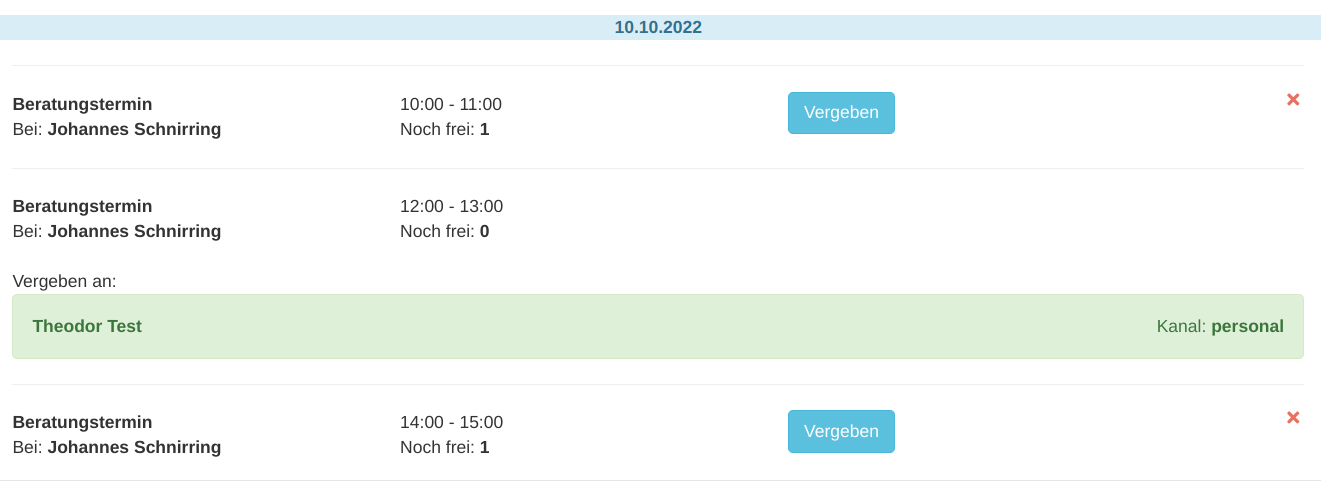 10.10.2022
Beratungstermin
Bei: Johannes Schnirring
10:00 - 11:00
Noch frei: 1
Vergeben
Beratungstermin
Bei: Johannes Schnirring
12:00 - 13:00
Noch frei: 0
Vergeben an:
Theodor Test
Kanal: personal
Beratungstermin
Bei: Johannes Schnirring
14:00 - 15:00
Noch frei: 1
Vergeben